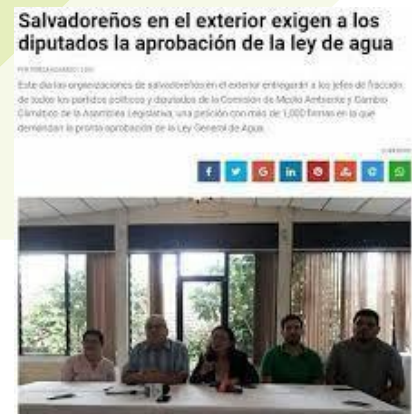 Salvadoreños en el exterior exigen a los
diputados la aprobación de la ley de agua
Este día las organizaciones de salvadoreños en el exterior entregarán a los jefes de fracción
de todos los partidos políticos y diputados de la Comisión de Medio Ambiente y Cambio
Climático de la Asamblea Legislativa, una petición con más de 1,000 firmas en la que
demandan la pronta aprobación de la Ley General de Agua.